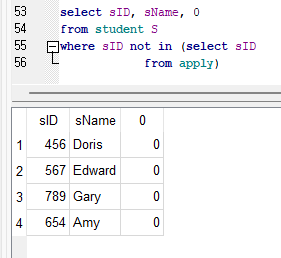 53 select sID, sName, 0
54 from student S
55 where sID not in (select sID
56 from apply)
sID sName 0
1 456 Doris 0
2 567 Edward 0
3 789 Gary 0
4 654 Amy 0